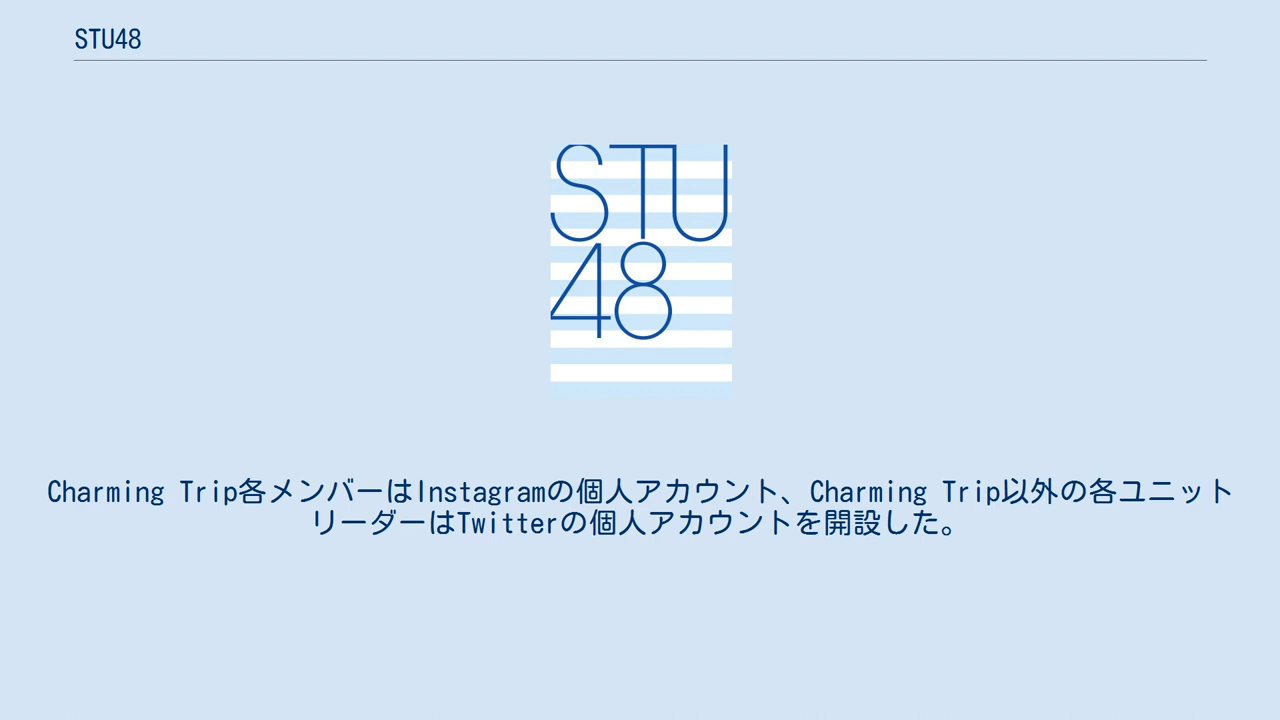 STU48
STU
48
Charming Trip各メンバーはInstagramの個人アカウント、Charming Trip以外の各ユニット
リーダーはTwitterの個人アカウントを開設した。